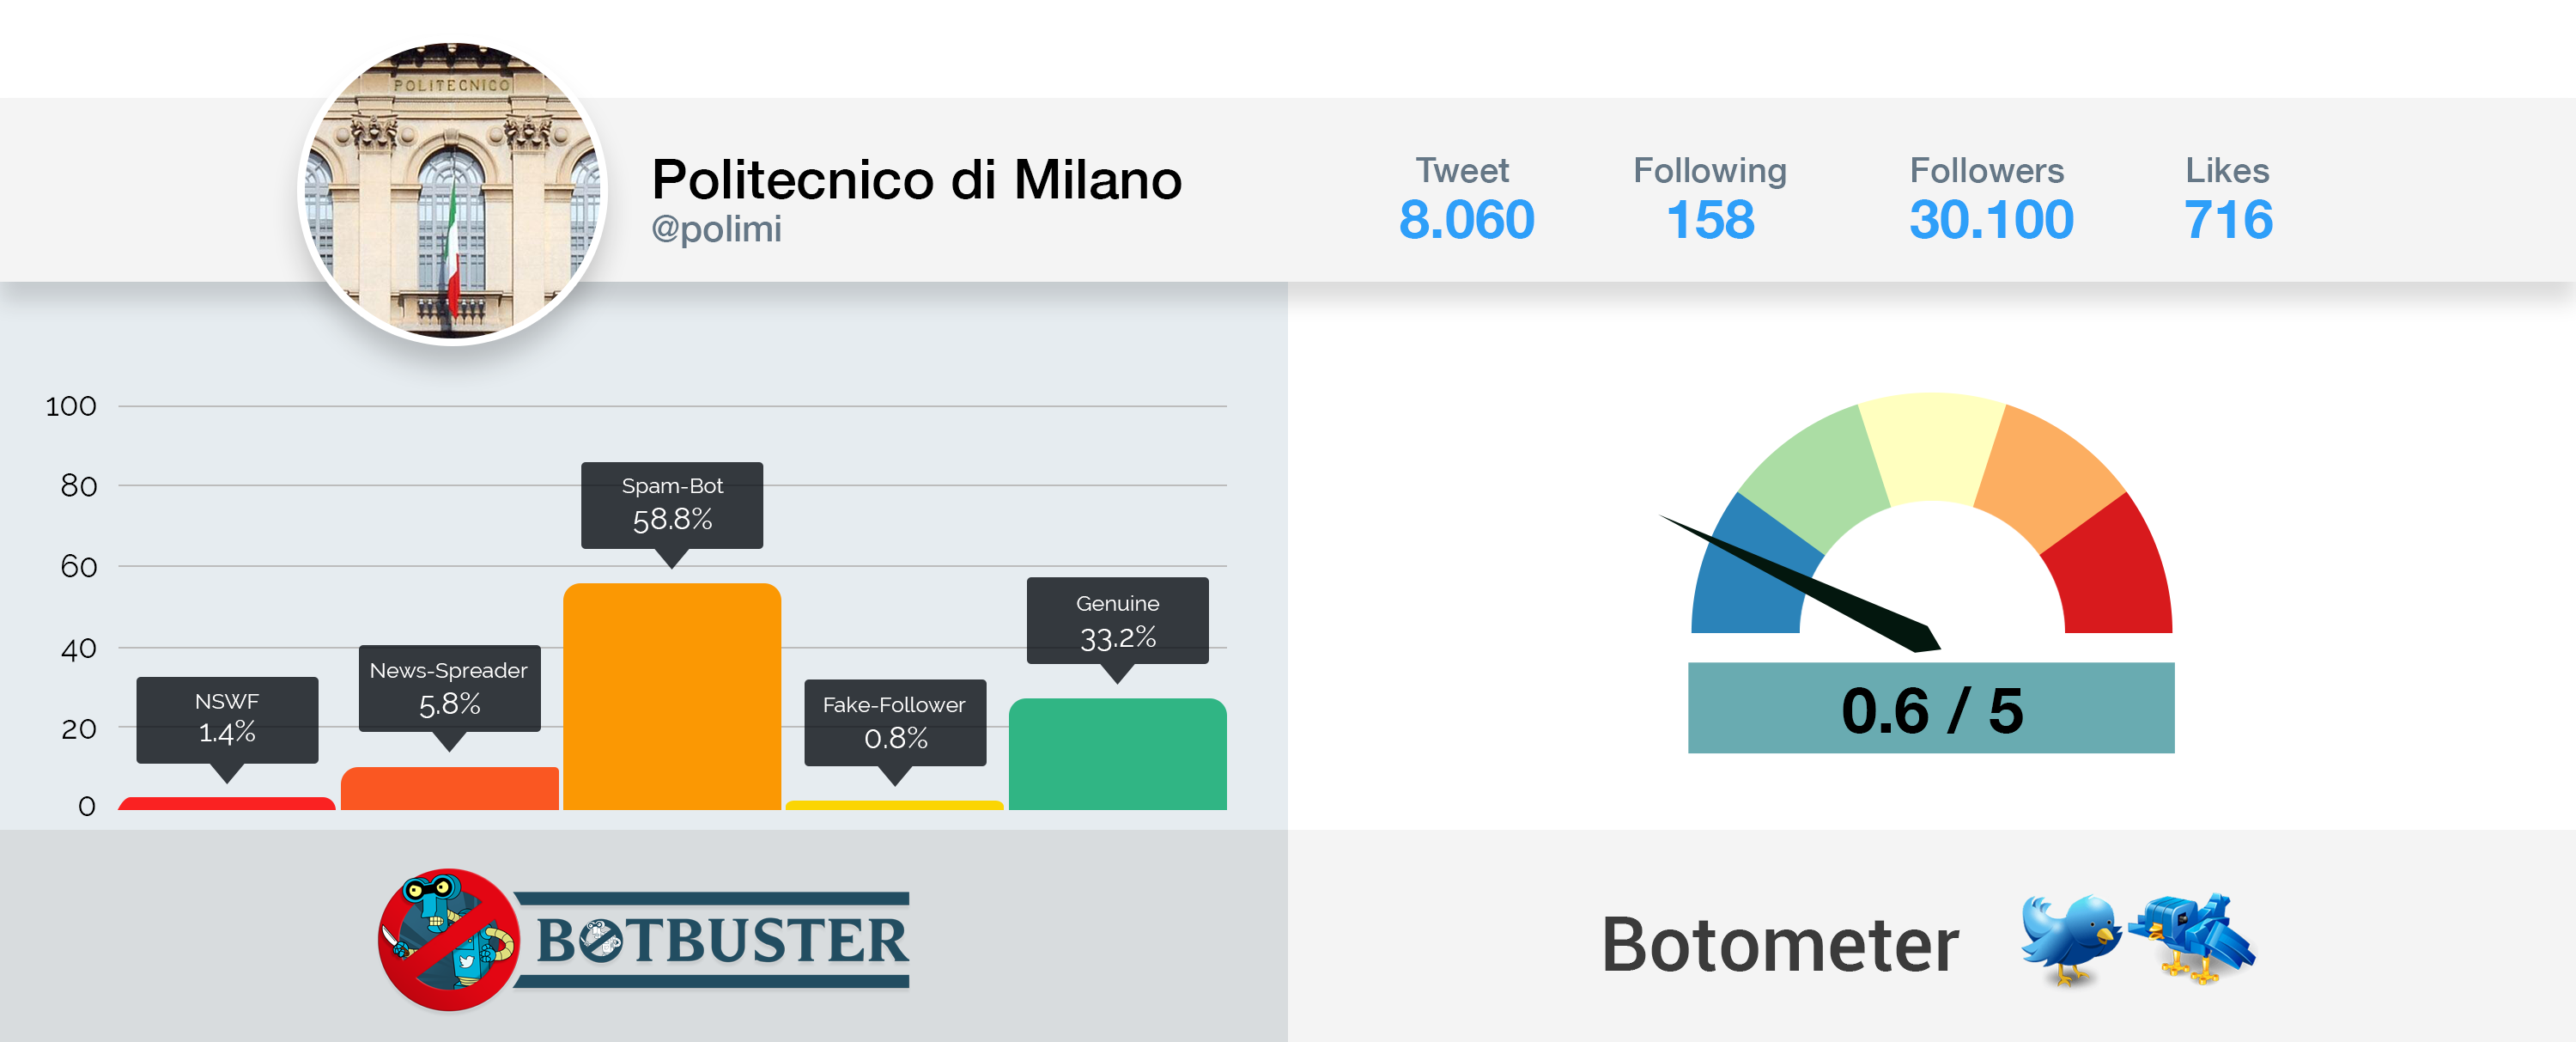 POLITECNICO
Politecnico di Milano
@polimi
Tweet
8.060
Following
158
Followers
30.100
Likes
716
100
80
60
40
20
0
NSWF
1.4%
News-Spreader
5.8%
Spam-Bot
58.8%
Fake-Follower
0.8%
Genuine
33.2%
0.6 / 5
BOTBUSTER
Botometer